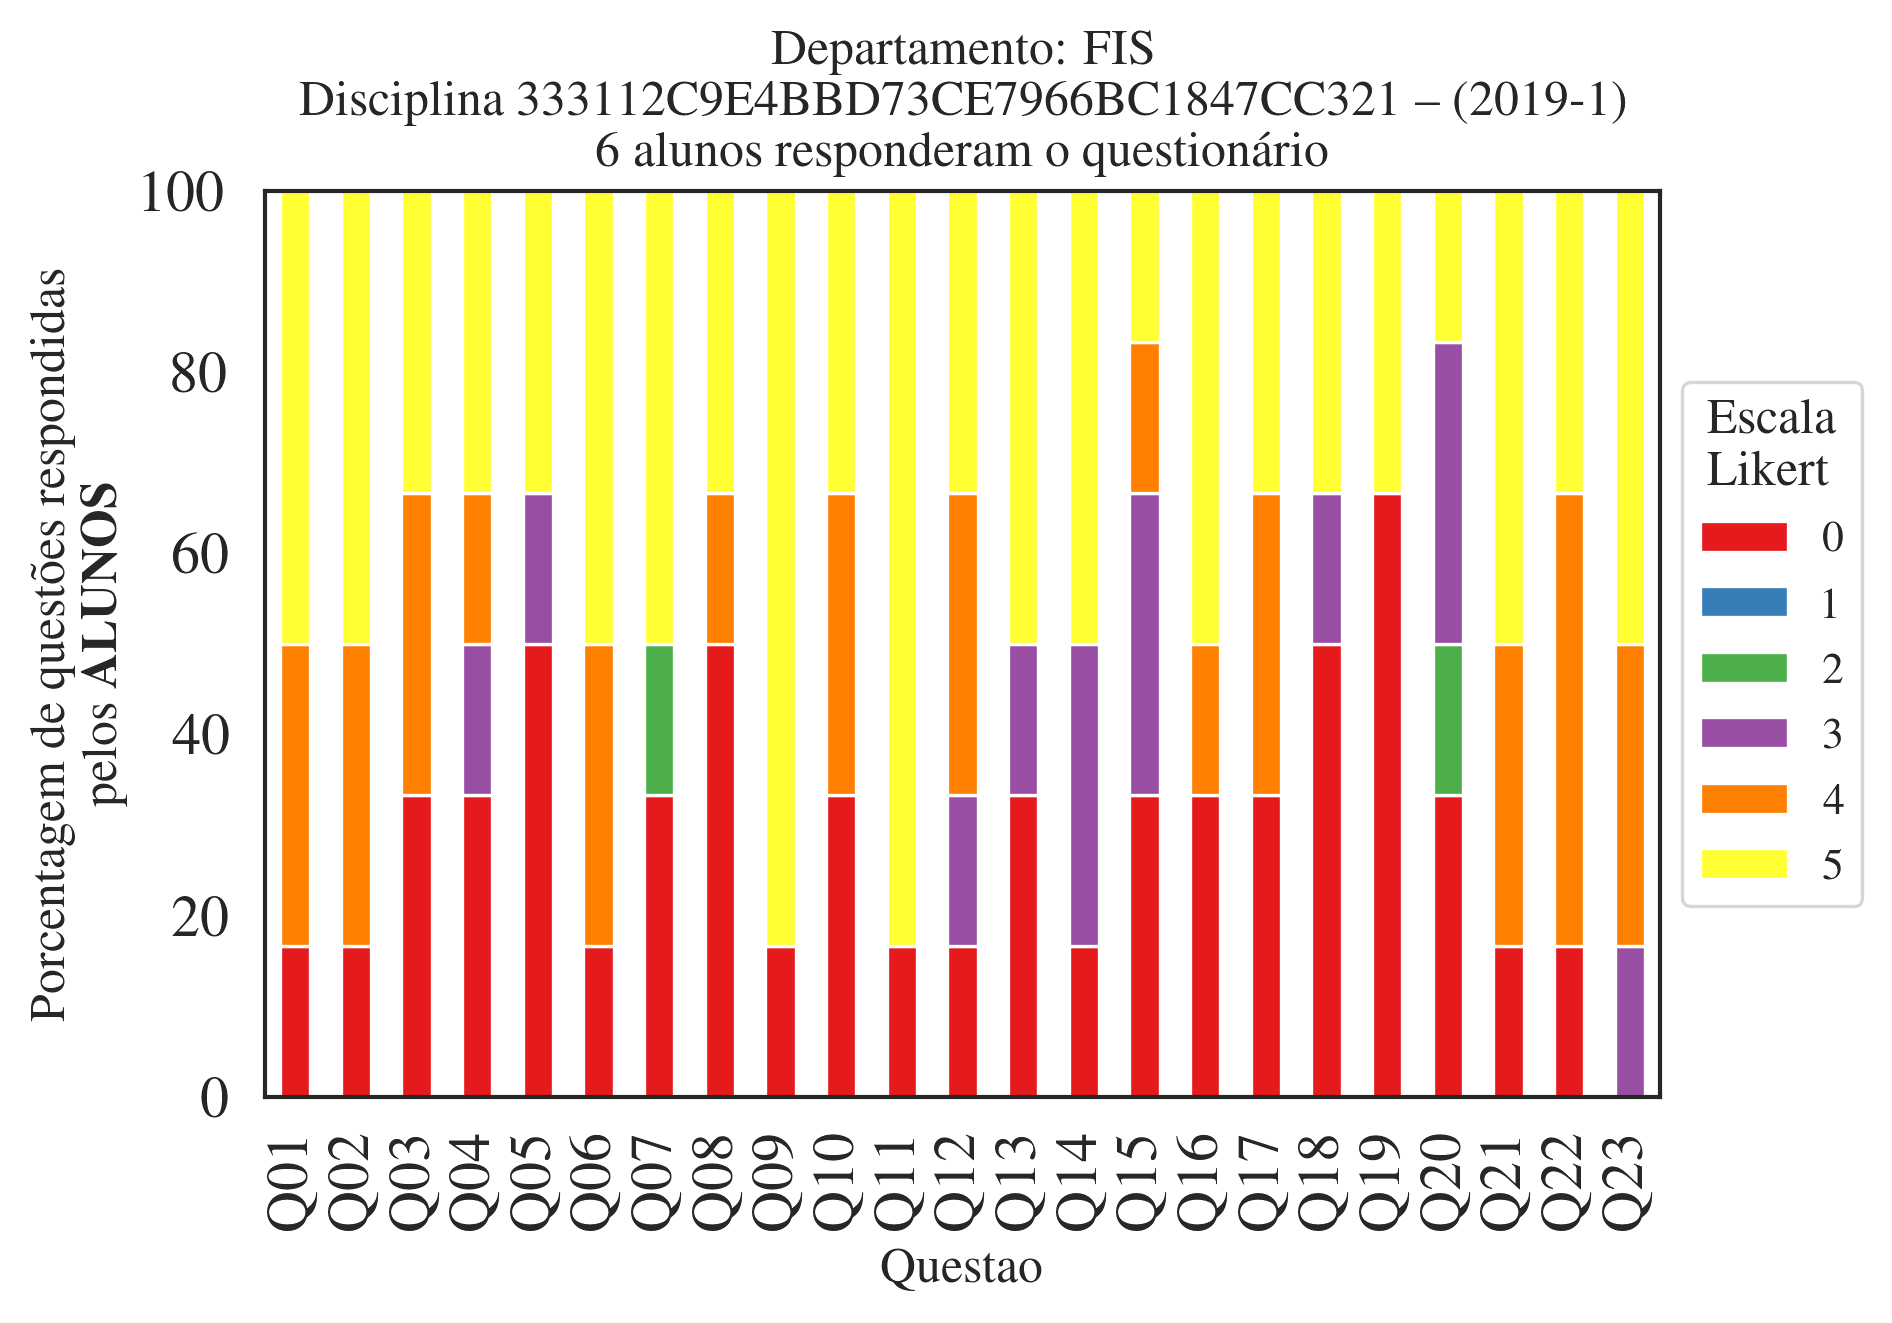 Departamento: FIS
Disciplina 333112C9E4BBD73CE7966BC1847CC321 – (2019-1)
6 alunos responderam o questionário
Porcentagem de questões respondidas
pelos ALUNOS
100
80
60
40
20
0
Q01
Q02
Q03
Q04
Q05
Q06
Q07
Q08
Q09
Q10
Q11
Q12
Q13
Q14
Q15
Q16
Q17
Q18
Q19
Q20
Q21
Q22
Q23
Questao
Escala
Likert
0
1
2
3
4
5